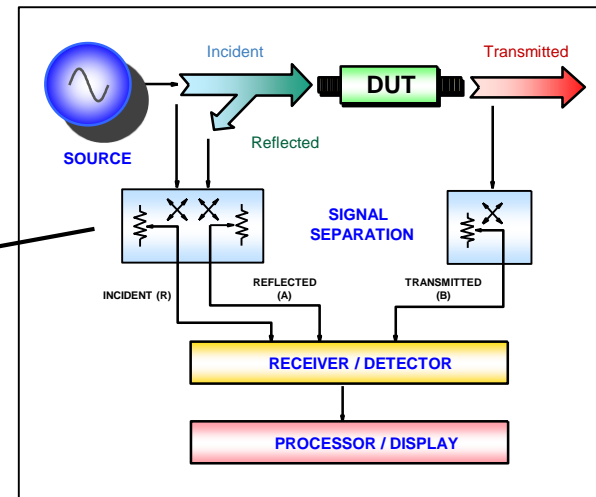 Incident
Transmitted
DUT
Reflected
SOURCE
SIGNAL
SEPARATION
INCIDENT (R)
REFLECTED
(A)
TRANSMITTED
(B)
RECEIVER / DETECTOR
PROCESSOR / DISPLAY